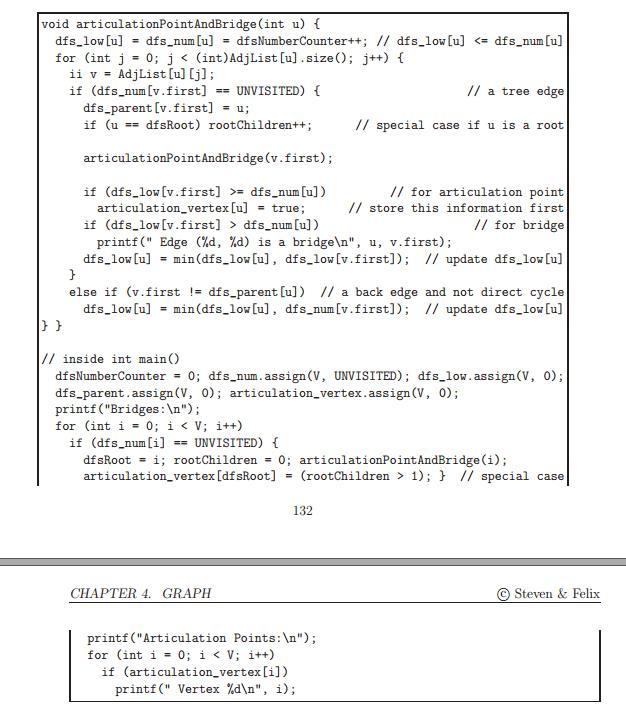 void articulationPointAndBridge(int u) {
  dfs_low[u] = dfs_num[u] = dfsNumberCounter++; // dfs_low[u] <= dfs_num[u]
  for (int j = 0; j < (int)AdjList[u].size(); j++) {
    ii v = AdjList[u][j];
    if (dfs_num[v.first] == UNVISITED) { // a tree edge
      dfs_parent[v.first] = u;
      if (u == dfsRoot) rootChildren++; // special case if u is a root
      articulationPointAndBridge(v.first);
      if (dfs_low[v.first] >= dfs_num[u]) // for articulation point
        articulation_vertex[u] = true; // store this information first
      if (dfs_low[v.first] > dfs_num[u]) // for bridge
        printf(" Edge (%d, %d) is a bridge\n", u, v.first);
      dfs_low[u] = min(dfs_low[u], dfs_low[v.first]); // update dfs_low[u]
    }
    else if (v.first != dfs_parent[u]) // a back edge and not direct cycle
      dfs_low[u] = min(dfs_low[u], dfs_num[v.first]); // update dfs_low[u]
} }
// inside int main()
  dfsNumberCounter = 0; dfs_num.assign(V, UNVISITED); dfs_low.assign(V, 0);
  dfs_parent.assign(V, 0); articulation_vertex.assign(V, 0);
  printf("Bridges:\n");
  for (int i = 0; i < V; i++)
    if (dfs_num[i] == UNVISITED) {
      dfsRoot = i; rootChildren = 0; articulationPointAndBridge(i);
      articulation_vertex[dfsRoot] = (rootChildren > 1); } // special case
132
CHAPTER 4. GRAPH © Steven & Felix
  printf("Articulation Points:\n");
  for (int i = 0; i < V; i++)
    if (articulation_vertex[i])
      printf(" Vertex %d\n", i);